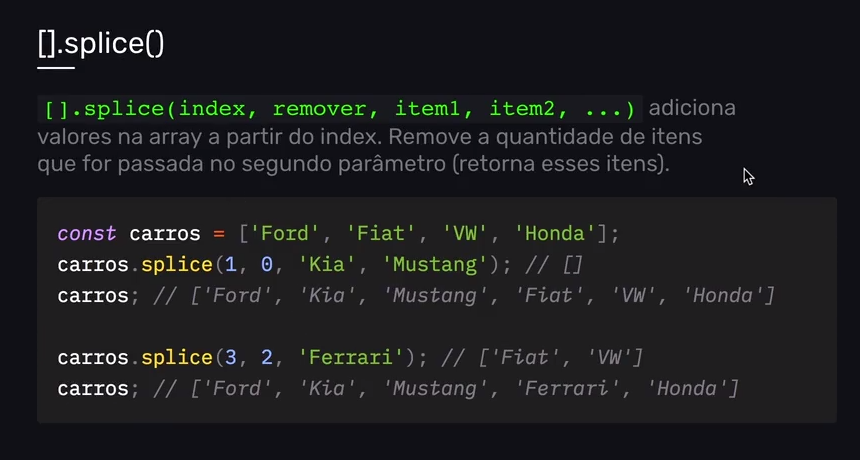 [].splice()
[].splice(index, remover, item1, item2, ...) adiciona
valores na array a partir do index. Remove a quantidade de itens
que for passada no segundo parâmetro (retorna esses itens).
const carros = ['Ford', 'Fiat', 'VW', 'Honda'];
carros.splice(1, 0, 'Kia', 'Mustang'); // []
carros; // ['Ford', 'Kia', 'Mustang', 'Fiat', 'VW', 'Honda']
carros.splice(3, 2, 'Ferrari'); // ['Fiat', 'VW']
carros; // ['Ford', 'Kia', 'Mustang', 'Ferrari', 'Honda']